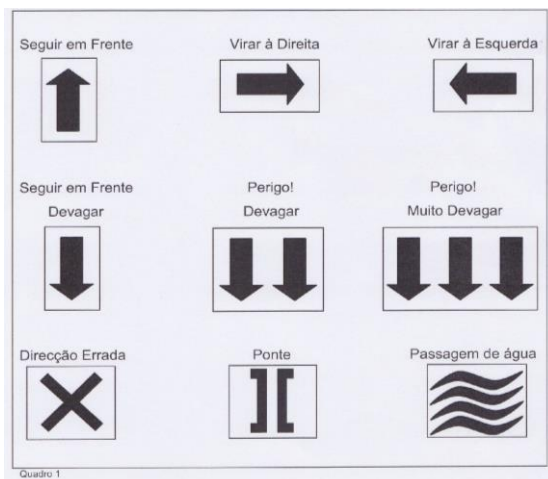 Seguir em Frente
Virar à Direita
Virar à Esquerda
Seguir em Frente
Devagar
Perigo!
Devagar
Perigo!
Muito Devagar
Direcção Errada
Ponte
Passagem de água
Quadro 1